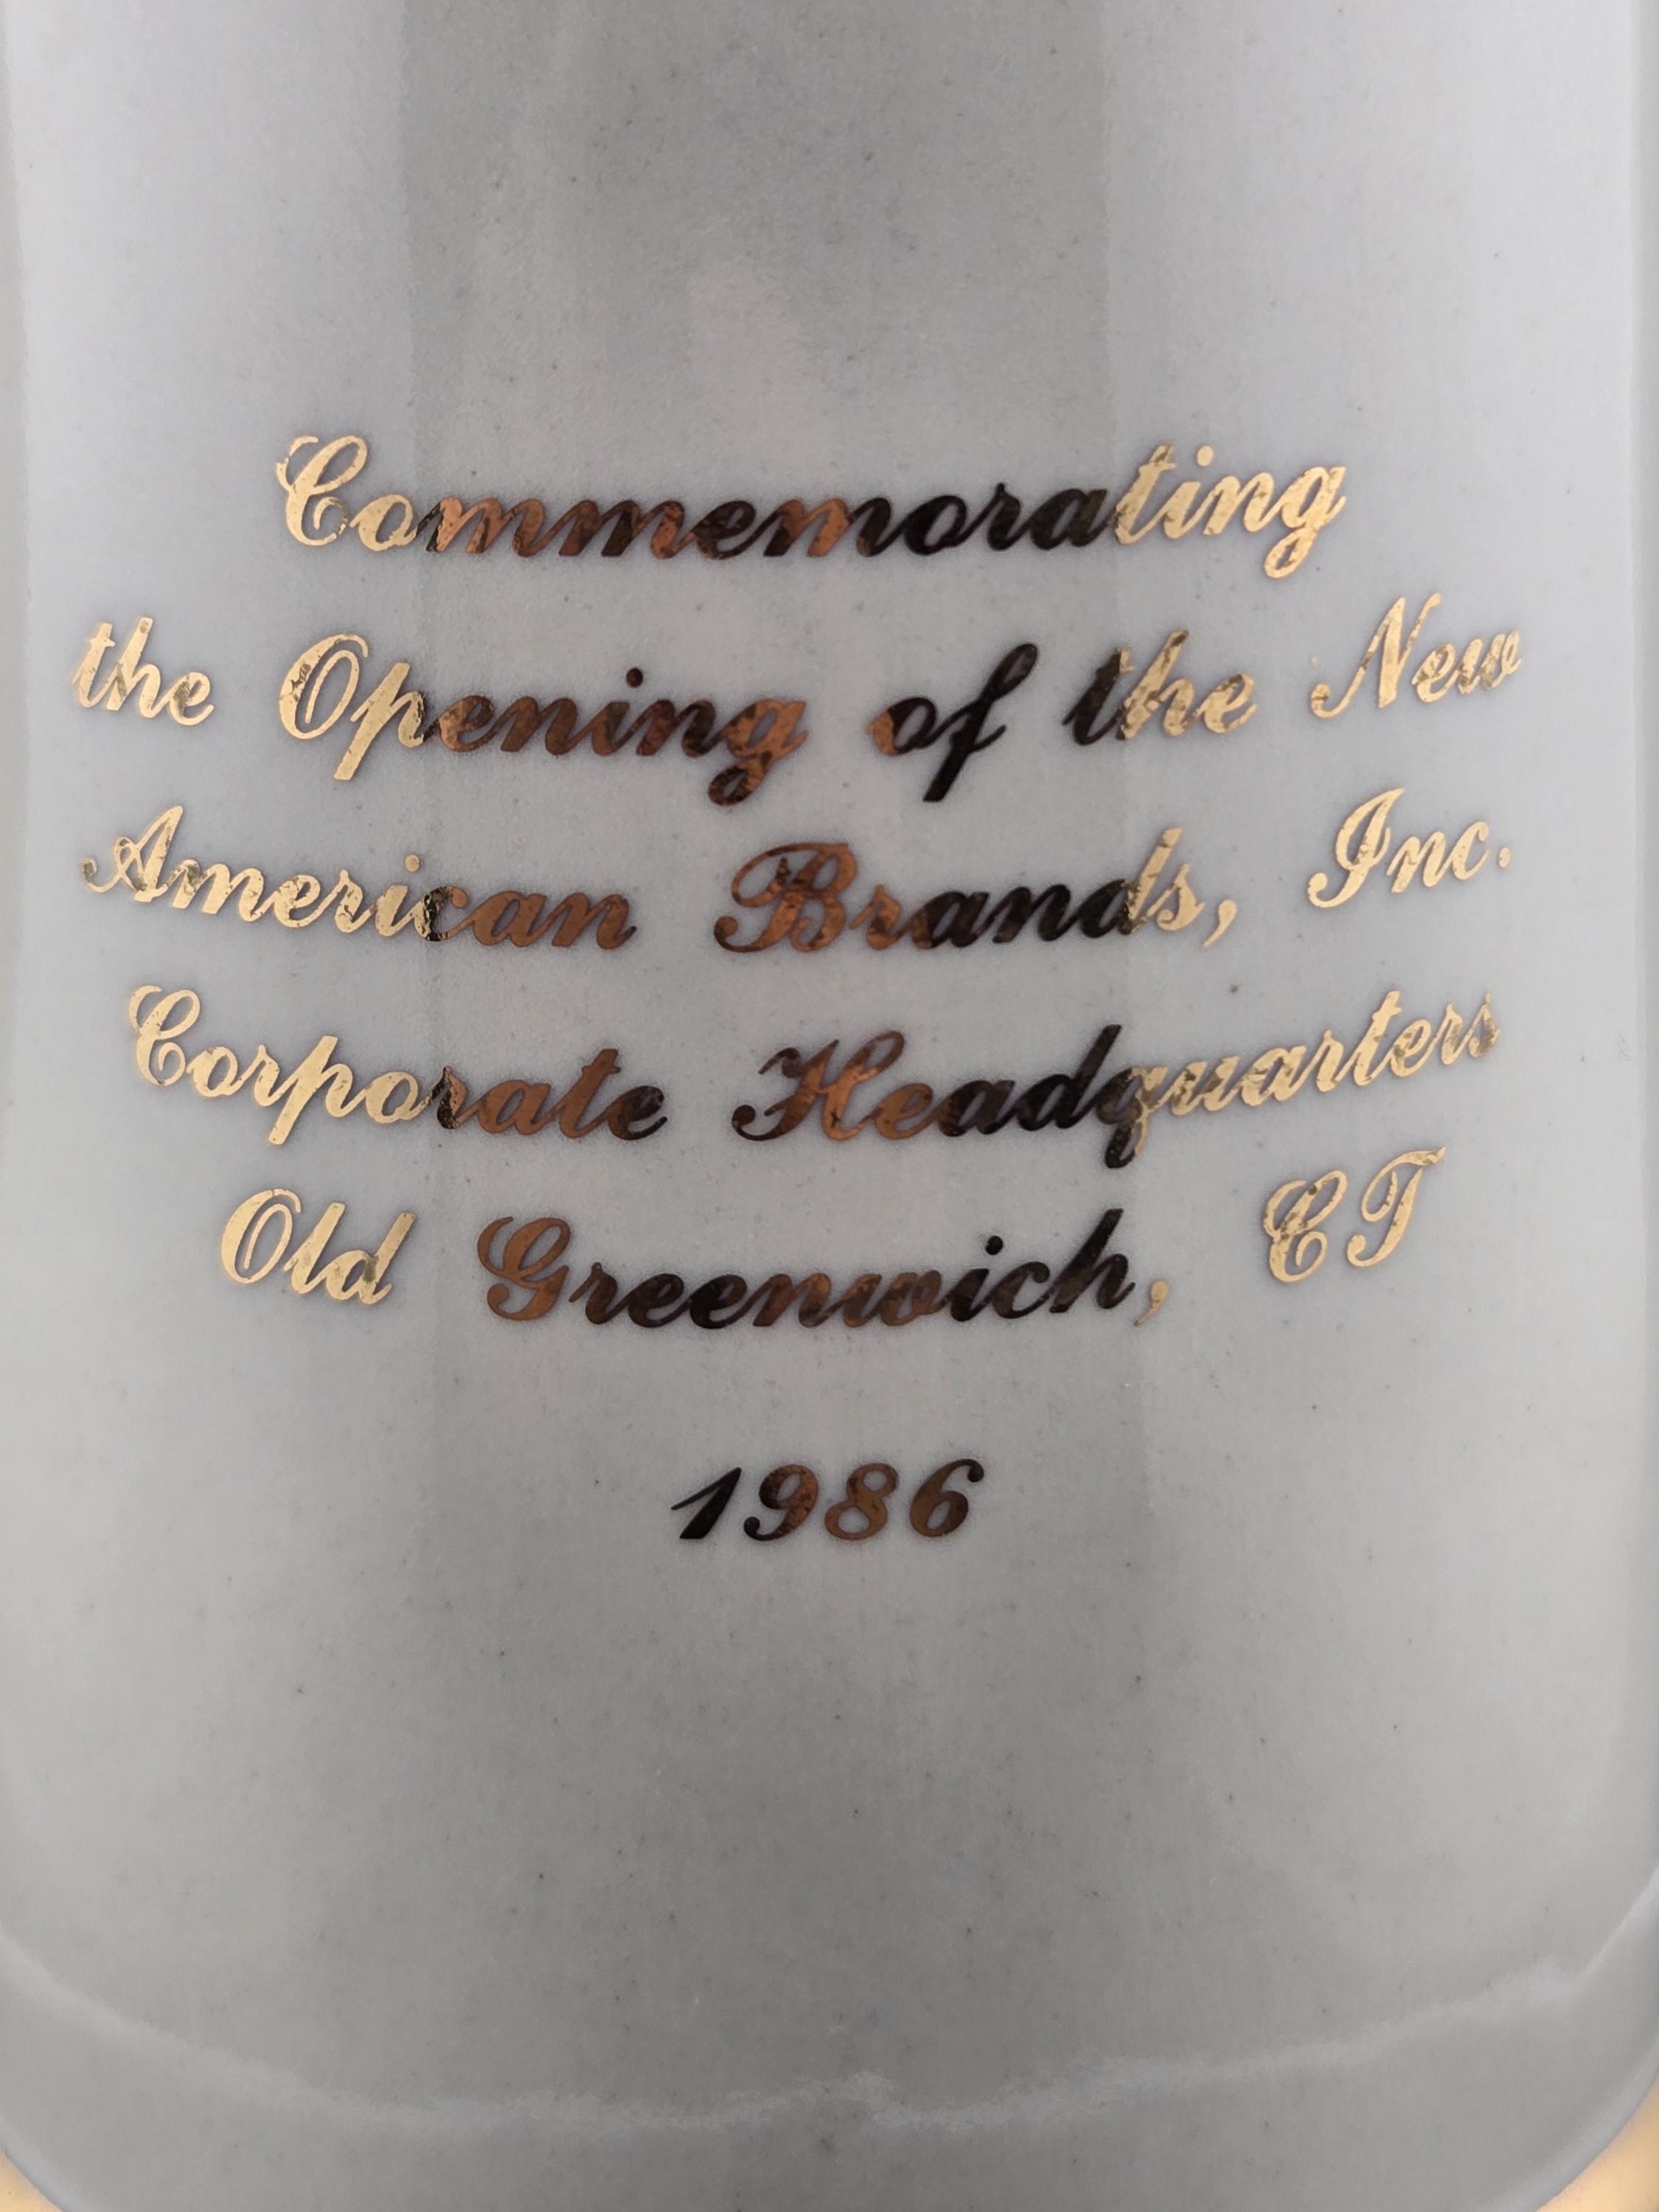 Commemorating
the Opening of the New
American Brands, Inc.
Corporate Headquarters
Old Greenwich, CT
1986